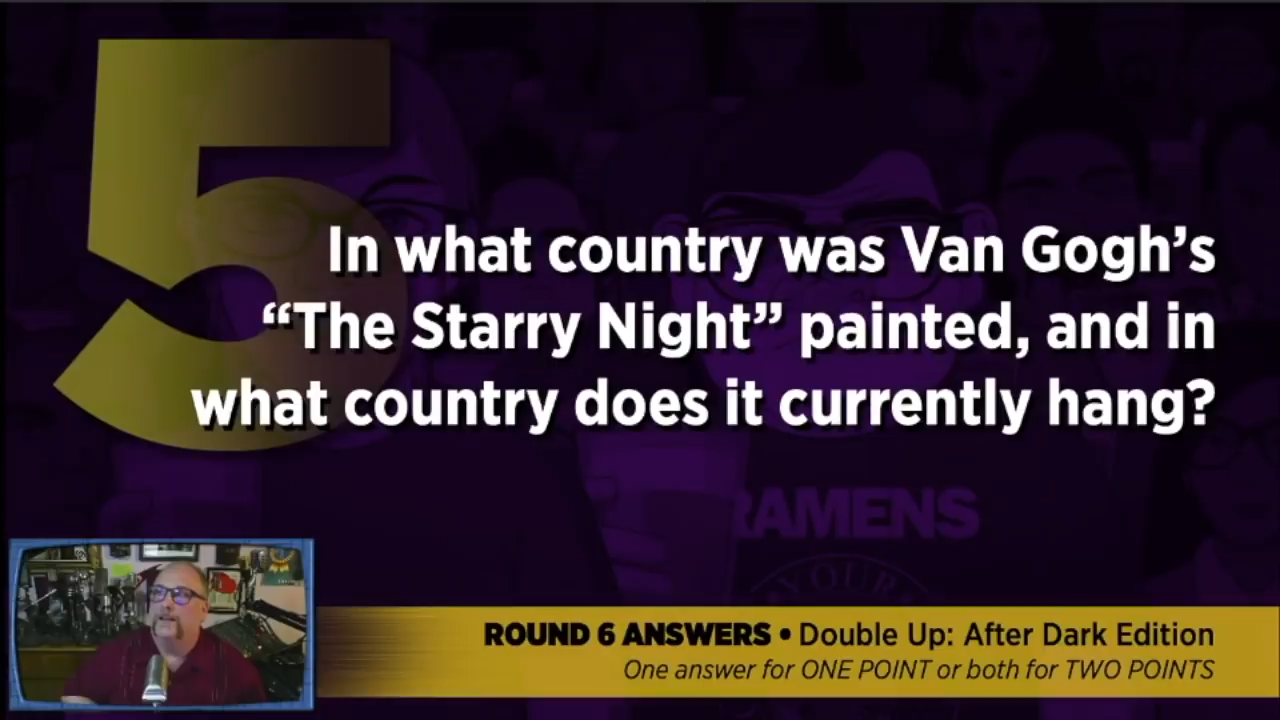 5
In what country was Van Gogh’s
“The Starry Night” painted, and in
what country does it currently hang?
RAMENS
YOUR
ROUND 6 ANSWERS • Double Up: After Dark Edition
One answer for ONE POINT or both for TWO POINTS